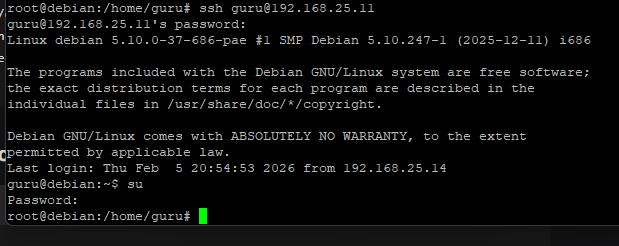 root@debian:/home/guru# ssh guru@192.168.25.11
guru@192.168.25.11's password:
Linux debian 5.10.0-37-686-pae #1 SMP Debian 5.10.247-1 (2025-12-11) i686
The programs included with the Debian GNU/Linux system are free software;
the exact distribution terms for each program are described in the
individual files in /usr/share/doc/*/copyright.
Debian GNU/Linux comes with ABSOLUTELY NO WARRANTY, to the extent
permitted by applicable law.
Last login: Thu Feb  5 20:54:53 2026 from 192.168.25.14
guru@debian:~$ su
Password:
root@debian:/home/guru#